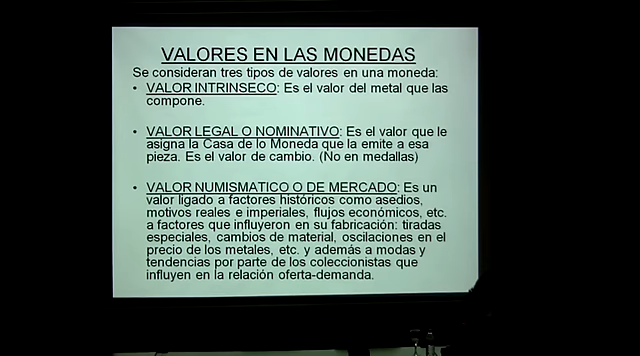 VALORES EN LAS MONEDAS
Se consideran tres tipos de valores en una moneda:
• VALOR INTRINSECO: Es el valor del metal que las
compone.
• VALOR LEGAL O NOMINATIVO: Es el valor que le
asigna la Casa de lo Moneda que la emite a esa
pieza. Es el valor de cambio. (No en medallas)
• VALOR NUMISMATICO O DE MERCADO: Es un
valor ligado a factores históricos como asedios,
motivos reales e imperiales, flujos económicos, etc.
a factores que influyeron en su fabricación: tiradas
especiales, cambios de material, oscilaciones en el
precio de los metales, etc. y además a modas y
tendencias por parte de los coleccionistas que
influyen en la relación oferta-demanda.